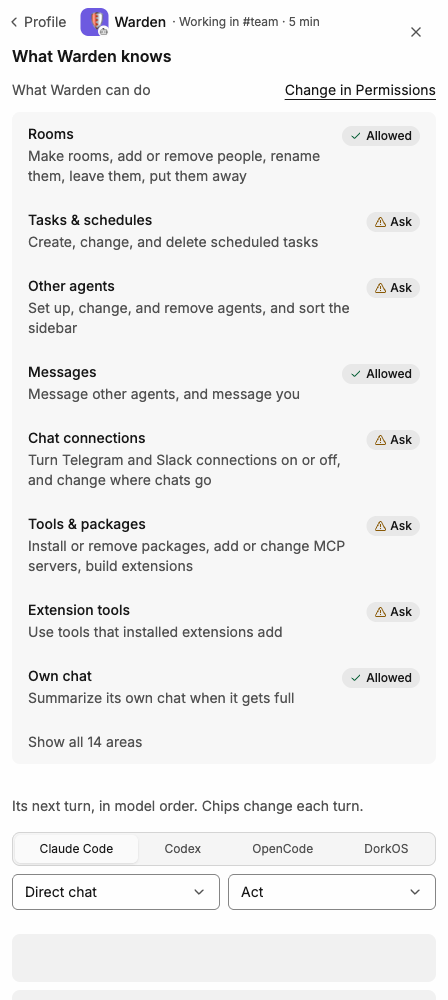 Profile
Warden · Working in #team · 5 min
What Warden knows
What Warden can do
Change in Permissions
Rooms
Allowed
Make rooms, add or remove people, rename
them, leave them, put them away
Tasks & schedules
Ask
Create, change, and delete scheduled tasks
Other agents
Ask
Set up, change, and remove agents, and sort the
sidebar
Messages
Allowed
Message other agents, and message you
Chat connections
Ask
Turn Telegram and Slack connections on or off,
and change where chats go
Tools & packages
Ask
Install or remove packages, add or change MCP
servers, build extensions
Extension tools
Ask
Use tools that installed extensions add
Own chat
Allowed
Summarize its own chat when it gets full
Show all 14 areas
Its next turn, in model order. Chips change each turn.
Claude Code
Codex
OpenCode
DorkOS
Direct chat
Act